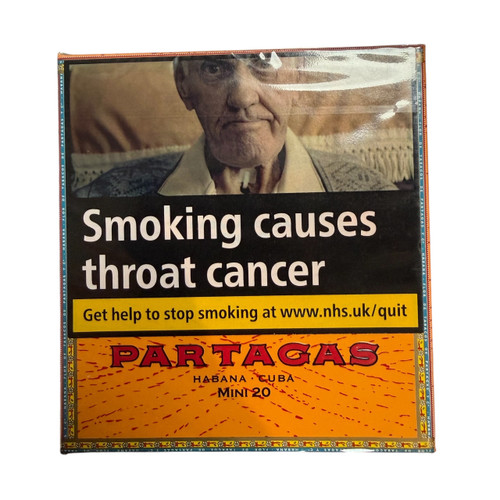 Smoking causes
throat cancer
Get help to stop smoking at www.nhs.uk/quit
PARTAGAS
HABANA · CUBA
MINI 20